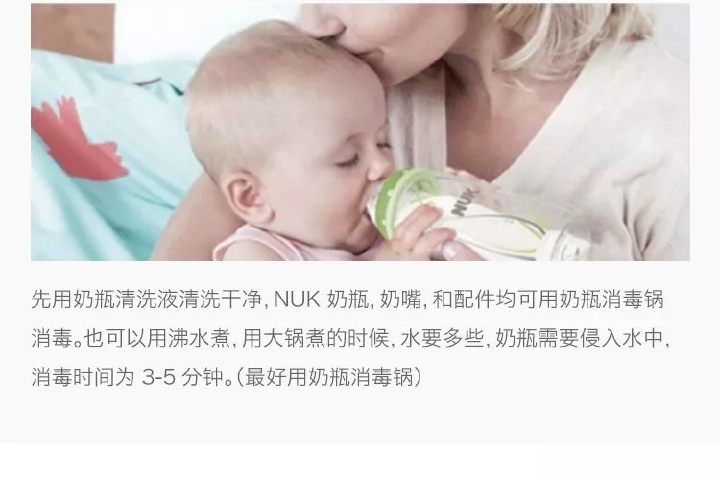 NUK
先用奶瓶清洗液清洗干净, NUK 奶瓶, 奶嘴, 和配件均可用奶瓶消毒锅
消毒。也可以用沸水煮, 用大锅煮的时候, 水要多些, 奶瓶需要侵入水中,
消毒时间为 3-5 分钟。(最好用奶瓶消毒锅)